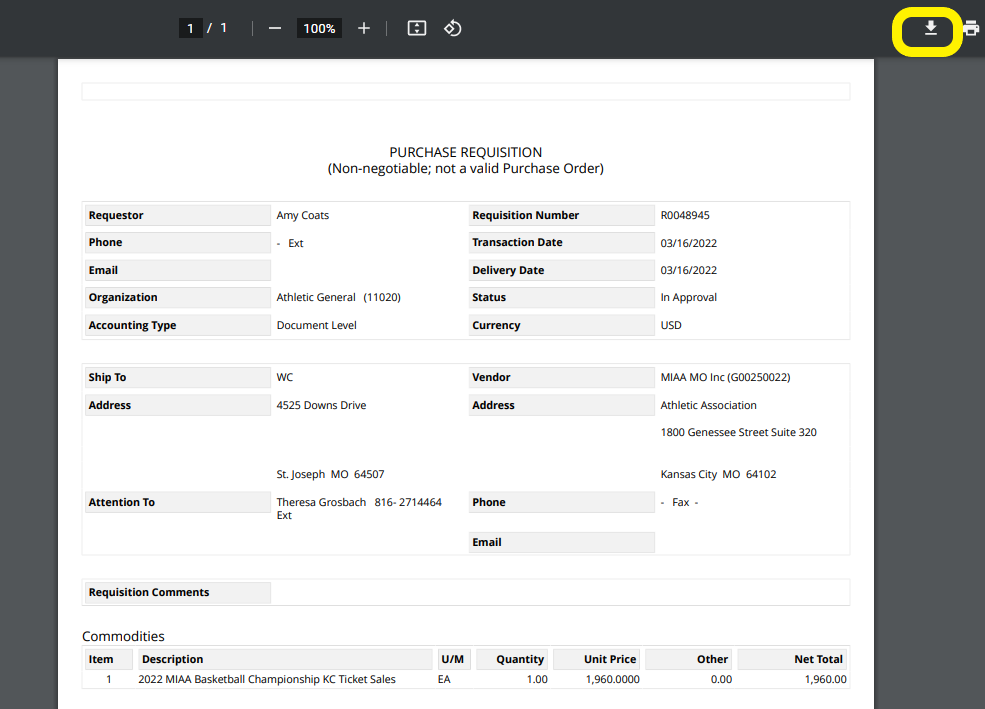 1 / 1 100%
PURCHASE REQUISITION
(Non-negotiable; not a valid Purchase Order)
Requestor Amy Coats Requisition Number R0048945
Phone - Ext Transaction Date 03/16/2022
Email Delivery Date 03/16/2022
Organization Athletic General (11020) Status In Approval
Accounting Type Document Level Currency USD
Ship To WC Vendor MIAA MO Inc (G00250022)
Address 4525 Downs Drive Address Athletic Association
1800 Genessee Street Suite 320
St. Joseph MO 64507 Kansas City MO 64102
Attention To Theresa Grosbach 816- 2714464 Phone - Fax -
Ext
Email
Requisition Comments
Commodities
Item Description U/M Quantity Unit Price Other Net Total
1 2022 MIAA Basketball Championship KC Ticket Sales EA 1.00 1,960.0000 0.00 1,960.00